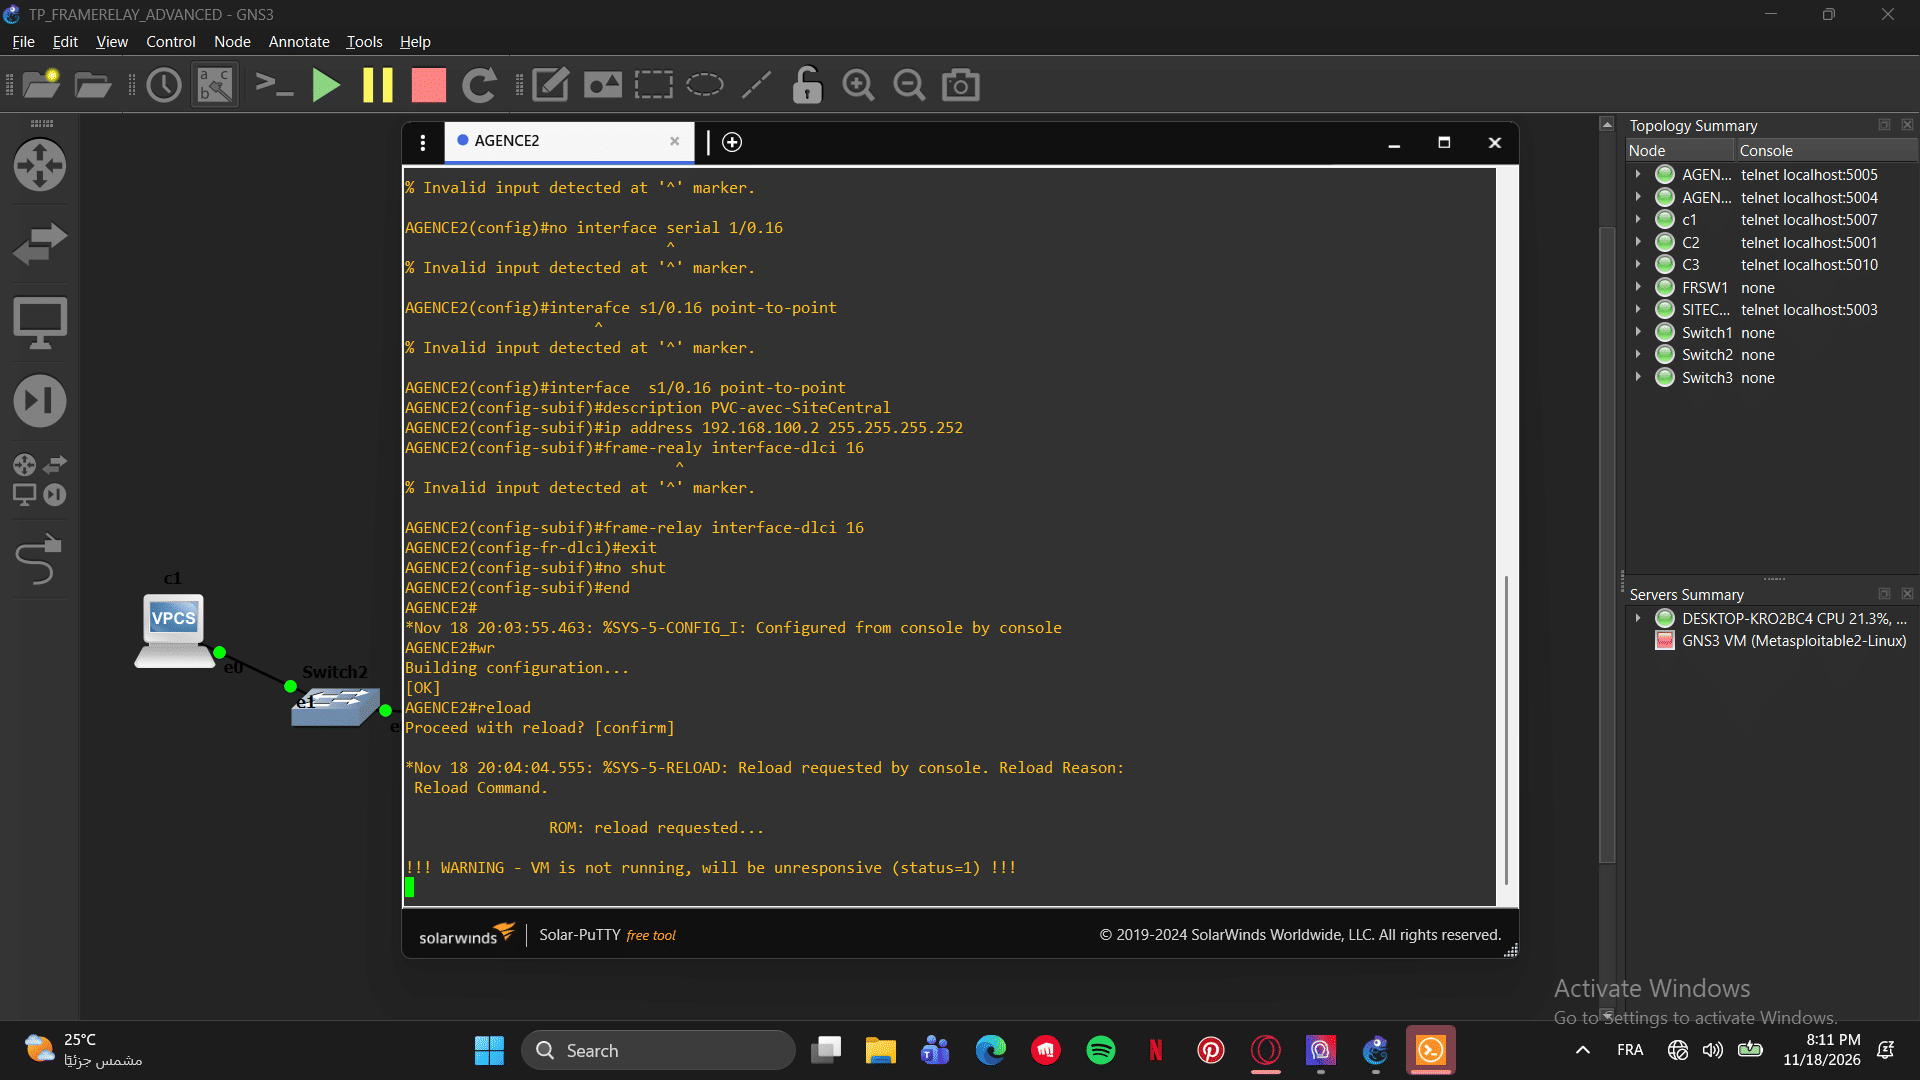 TP_FRAMERELAY_ADVANCED - GNS3
File Edit View Control Node Annotate Tools Help
AGENCE2
% Invalid input detected at '^' marker.
AGENCE2(config)#no interface serial 1/0.16
^
% Invalid input detected at '^' marker.
AGENCE2(config)#interafce s1/0.16 point-to-point
^
% Invalid input detected at '^' marker.
AGENCE2(config)#interface  s1/0.16 point-to-point
AGENCE2(config-subif)#description PVC-avec-SiteCentral
AGENCE2(config-subif)#ip address 192.168.100.2 255.255.255.252
AGENCE2(config-subif)#frame-realy interface-dlci 16
^
% Invalid input detected at '^' marker.
AGENCE2(config-subif)#frame-relay interface-dlci 16
AGENCE2(config-fr-dlci)#exit
AGENCE2(config-subif)#no shut
AGENCE2(config-subif)#end
AGENCE2#
*Nov 18 20:03:55.463: %SYS-5-CONFIG_I: Configured from console by console
AGENCE2#wr
Building configuration...
[OK]
AGENCE2#reload
Proceed with reload? [confirm]
*Nov 18 20:04:04.555: %SYS-5-RELOAD: Reload requested by console. Reload Reason:
Reload Command.
ROM: reload requested...
!!! WARNING - VM is not running, will be unresponsive (status=1) !!!
solarwinds
Solar-PuTTY free tool
© 2019-2024 SolarWinds Worldwide, LLC. All rights reserved.
c1
VPCS
e0
Switch2
e1
Topology Summary
Node Console
AGEN... telnet localhost:5005
AGEN... telnet localhost:5004
c1 telnet localhost:5007
C2 telnet localhost:5001
C3 telnet localhost:5010
FRSW1 none
SITEC... telnet localhost:5003
Switch1 none
Switch2 none
Switch3 none
Servers Summary
DESKTOP-KRO2BC4 CPU 21.3%, ...
GNS3 VM (Metasploitable2-Linux)
Activate Windows
Go to Settings to activate Windows.
25°C
مشمس جزئيًا
Search
FRA
8:11 PM
11/18/2026